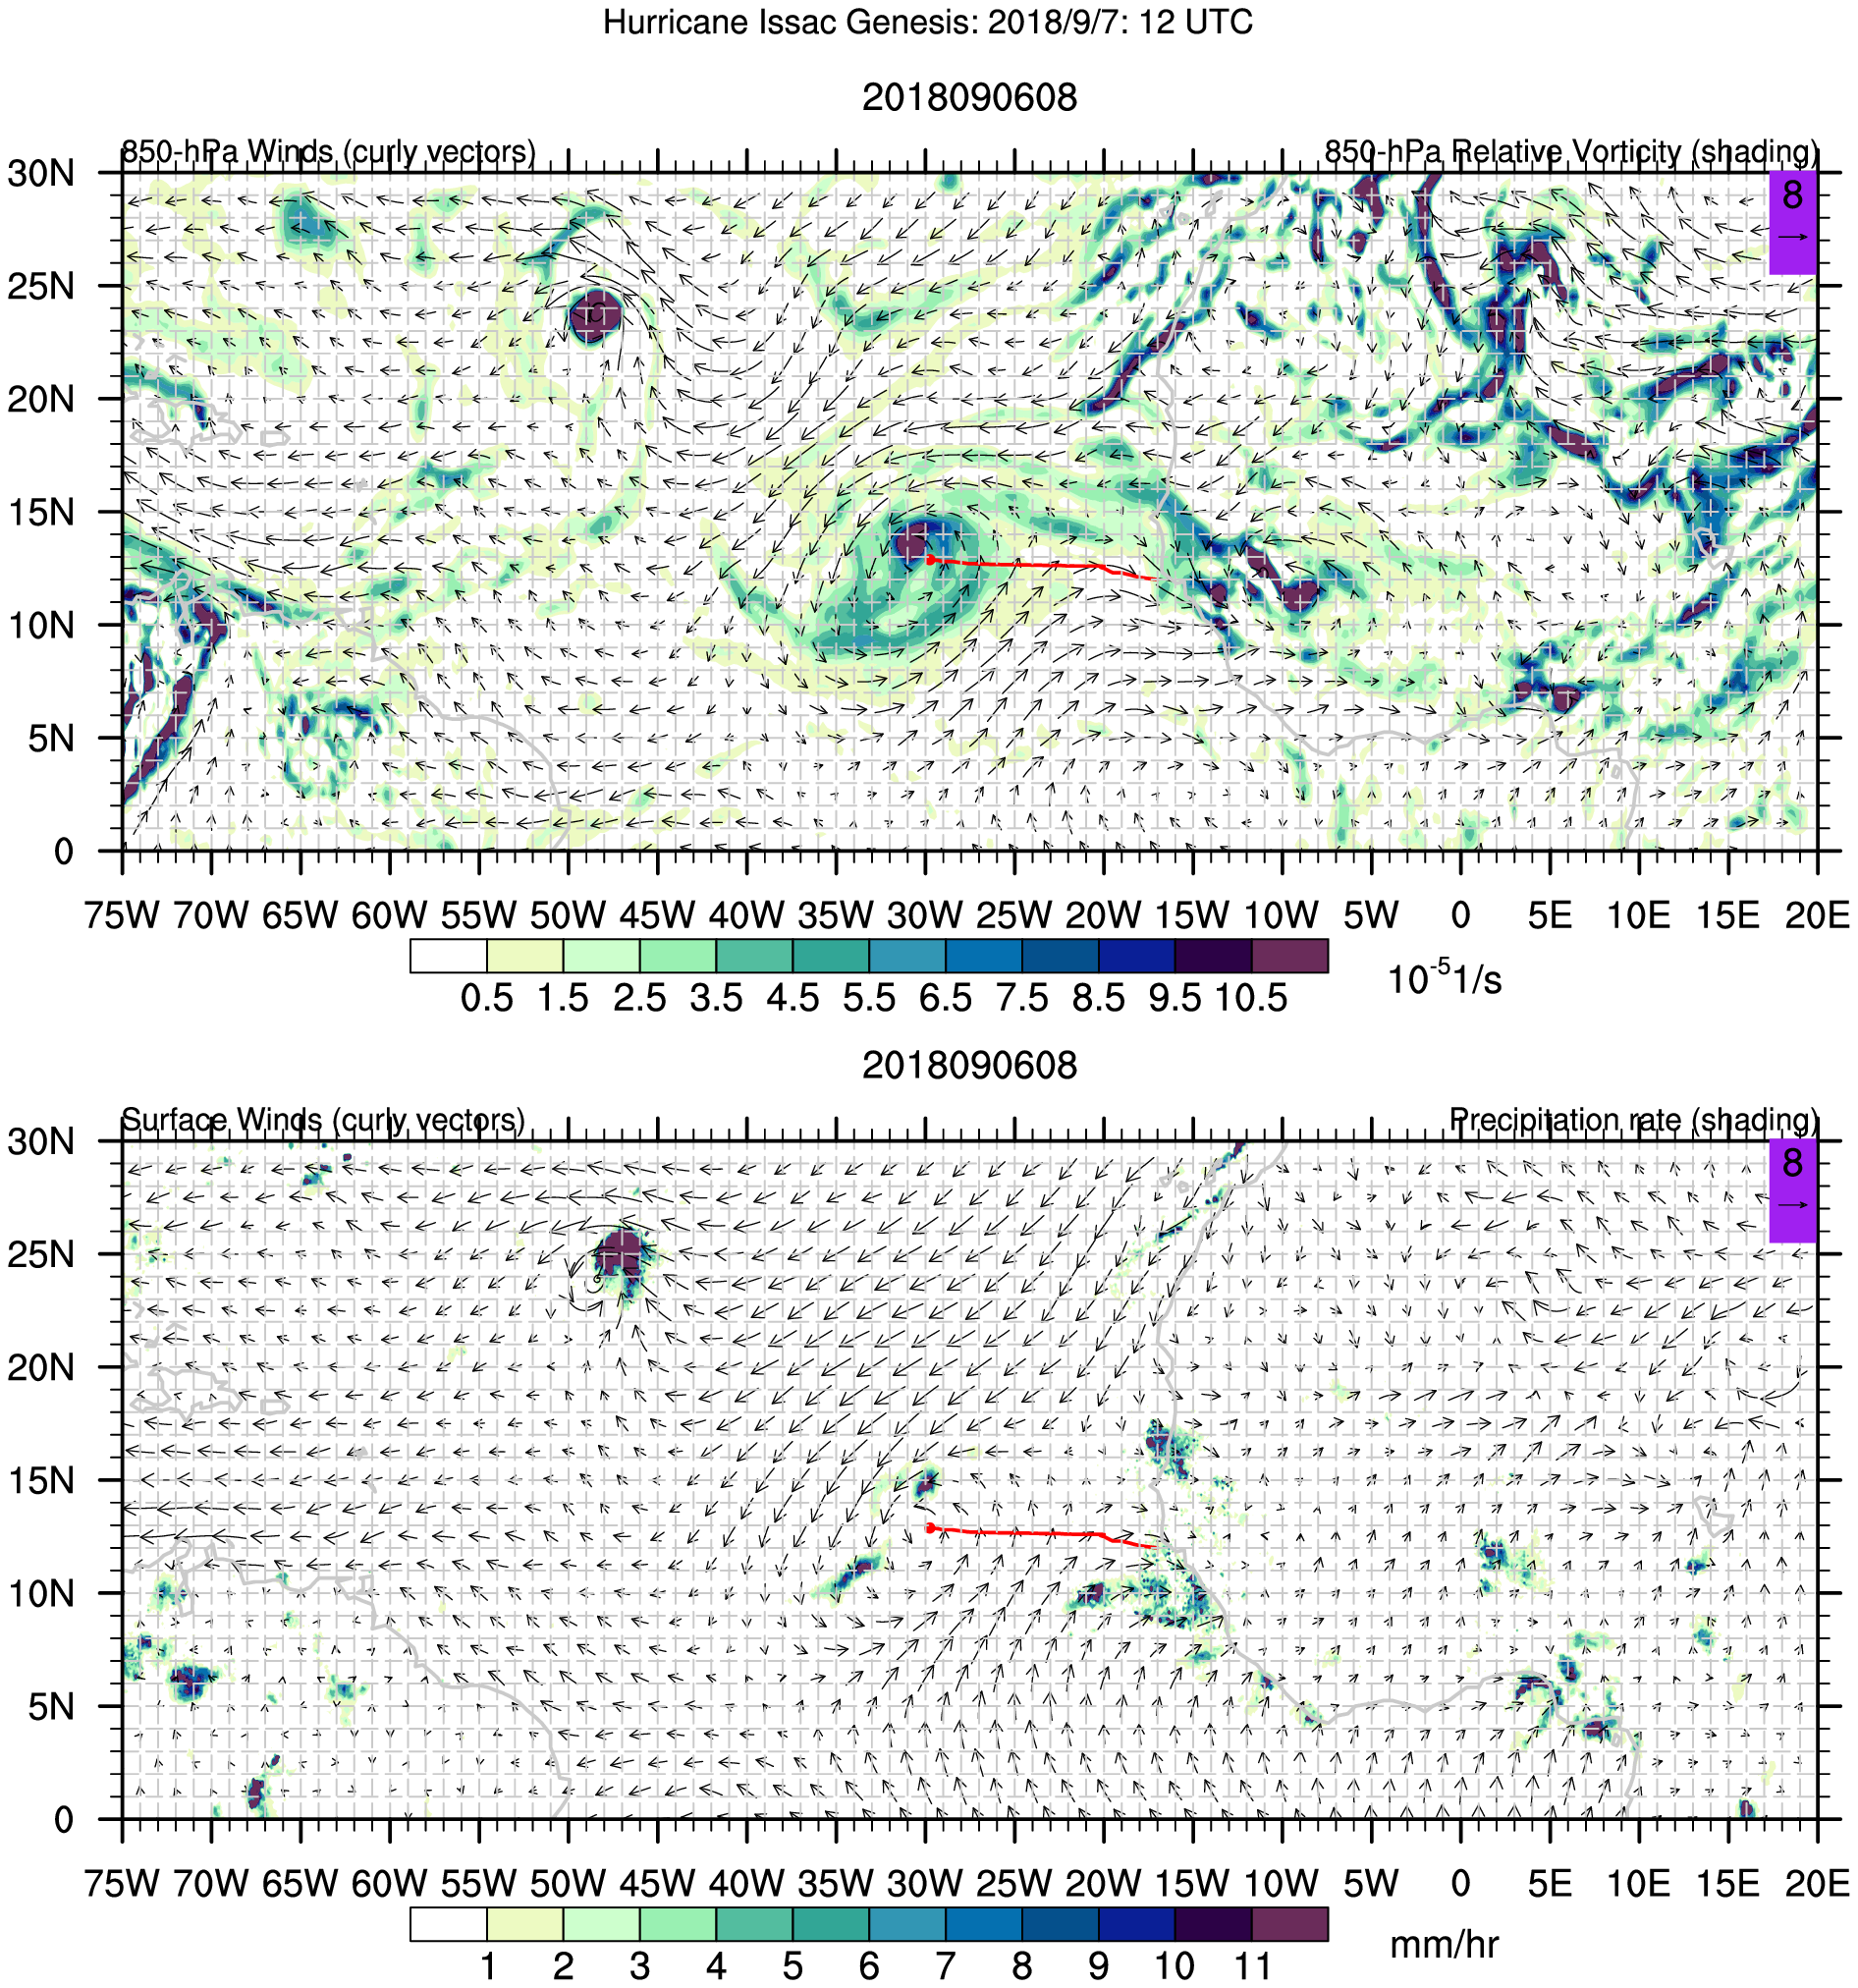 Hurricane Issac Genesis: 2018/9/7: 12 UTC
2018090608
850-hPa Winds (curly vectors) 850-hPa Relative Vorticity (shading)
8
30N
25N
20N
15N
10N
5N
0
75W 70W 65W 60W 55W 50W 45W 40W 35W 30W 25W 20W 15W 10W 5W 0 5E 10E 15E 20E
0.5 1.5 2.5 3.5 4.5 5.5 6.5 7.5 8.5 9.5 10.5
10⁻⁵1/s
2018090608
Surface Winds (curly vectors) Precipitation rate (shading)
8
30N
25N
20N
15N
10N
5N
0
75W 70W 65W 60W 55W 50W 45W 40W 35W 30W 25W 20W 15W 10W 5W 0 5E 10E 15E 20E
1 2 3 4 5 6 7 8 9 10 11
mm/hr